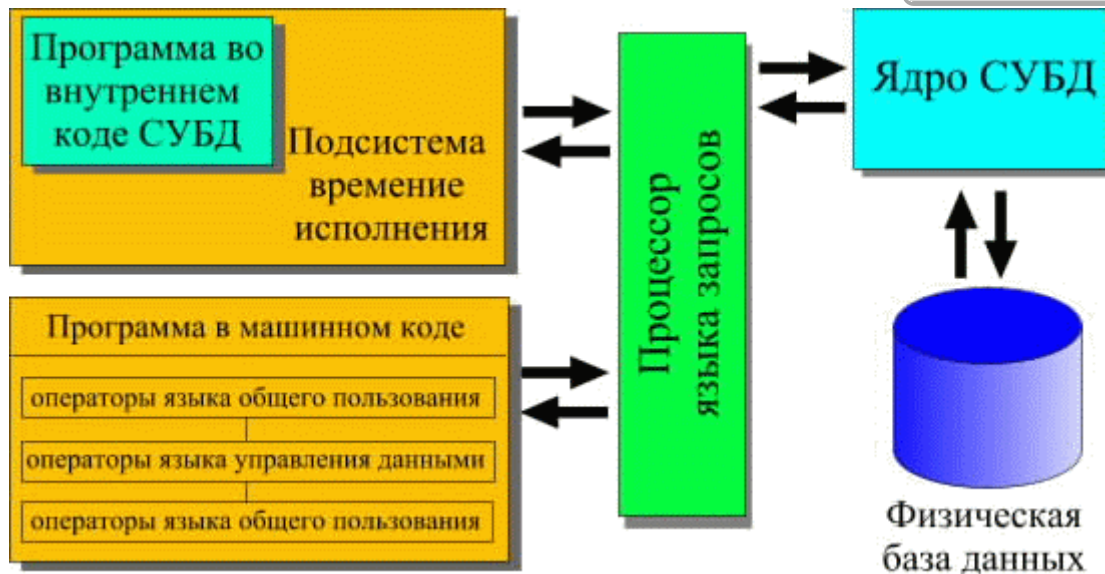 Программа во
внутреннем
коде СУБД
Подсистема
времение
исполнения
Программа в машинном коде
операторы языка общего пользования
операторы языка управления данными
операторы языка общего пользования
Процессор
языка запросов
Ядро СУБД
Физическая
база данных